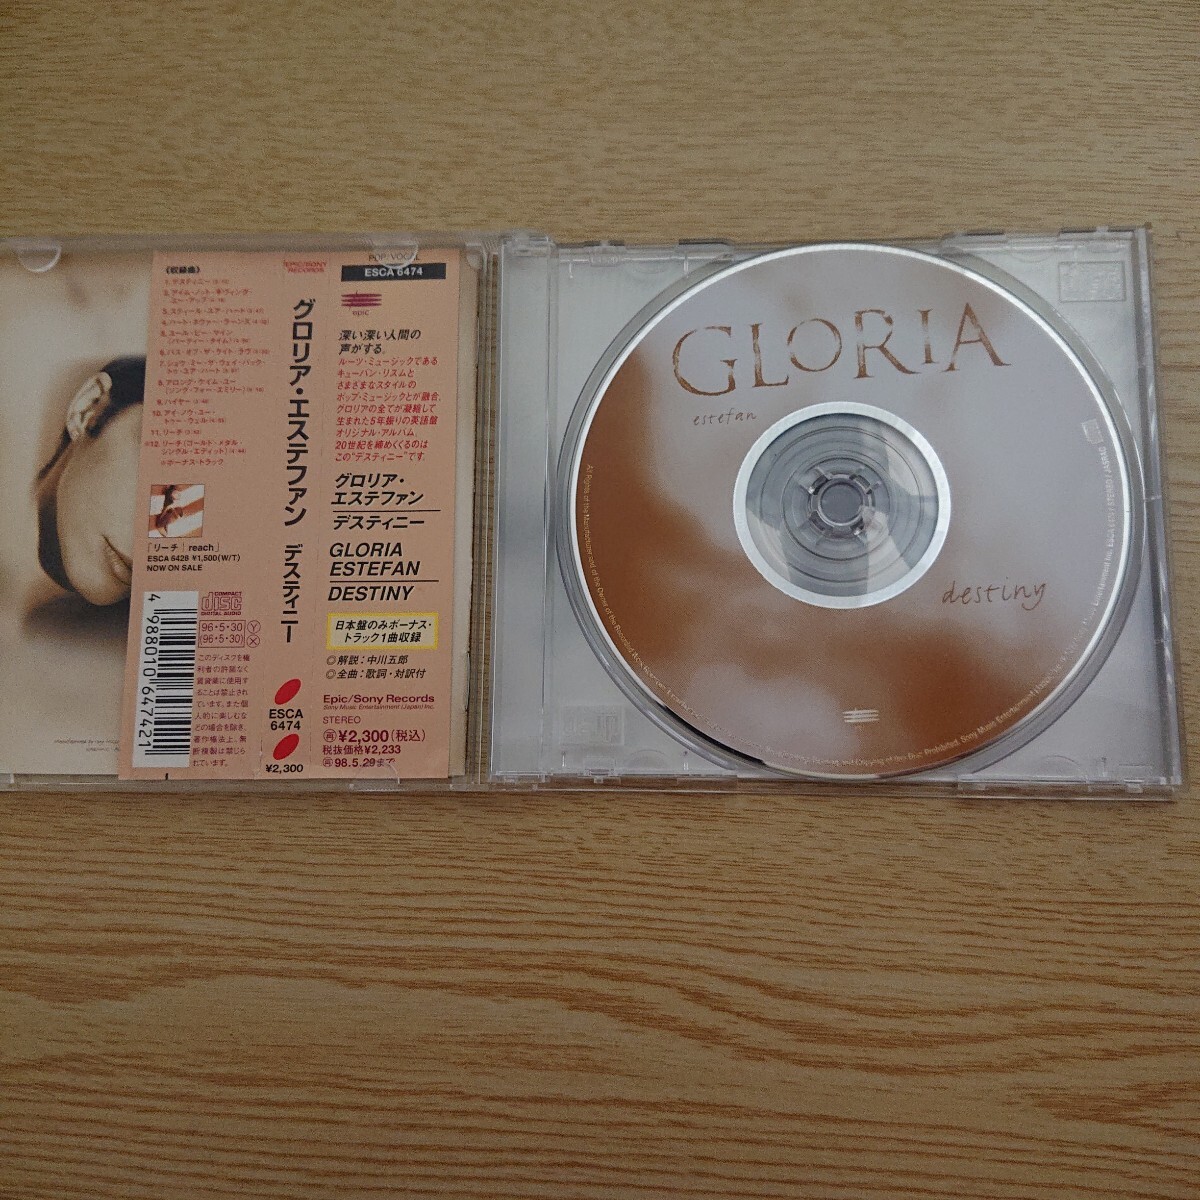 《収録曲》
1. デスティニー
2. アイム・ノット・ギヴィング・
ユー・アップ
3. スティール・ユア・ハート
4. ハート・ネヴァー・ラーンズ
5. ユール・ビー・マイン
(パーティー・タイム)
6. パス・オブ・ザ・ライト・ラヴ
7. ショウ・ミー・ザ・ウェイ・バック・
トゥ・ユア・ハート
8. アロング・ケイム・ユー
(ソング・フォー・エミリー)
9. ハイヤー
10. アイ・ノウ・ユー・
トゥー・ウェル
11. リーチ
※12. リーチ(ゴールド・メダル・
シングル・エディット)
※ボーナス・トラック
「リーチ|reach」
ESCA 6428 ¥1,500(W/T)
NOW ON SALE
4 988010 647421
COMPACT
disc
DIGITAL AUDIO
96・5・30 Y
(96・5・30) X
EPIC/SONY
RECORDS
グロリア・エステファン デスティニー
ESCA
6474
¥2,300
POP/VOCAL
ESCA 6474
epic
深い深い人間の
声がする。
ルーツ・ミュージックである
キューバン・リズムと
さまざまなスタイルの
ポップ・ミュージックとが融合。
グロリアの全てが凝縮して
生まれた5年振りの英語盤
オリジナル・アルバム。
20世紀を締めくくるのは
この"デスティニー"です。
グロリア・
エステファン
デスティニー
GLORIA
ESTEFAN
DESTINY
日本盤のみボーナス・
トラック1曲収録
◎解説:中川五郎
◎全曲:歌詞・対訳付
Epic/Sony Records
Sony Music Entertainment (Japan) Inc.
STEREO
再 ¥2,300(税込)
税抜価格¥2,233
再 98.5.29まで
GLORIA
estefan
destiny